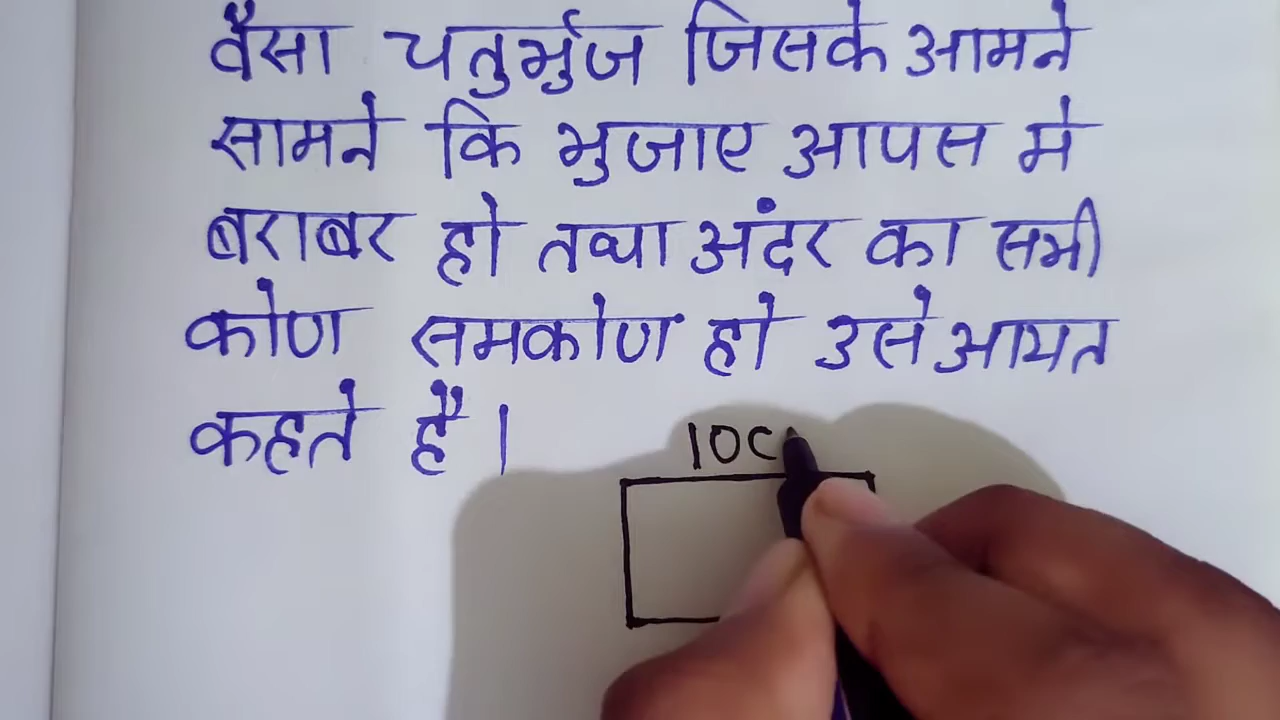 वैसा चतुर्भुज जिसके आमने
सामने कि भुजाए आपस मे
बराबर हो तथा अंदर का सभी
कोण समकोण हो उसे आयत
कहते है।
10c